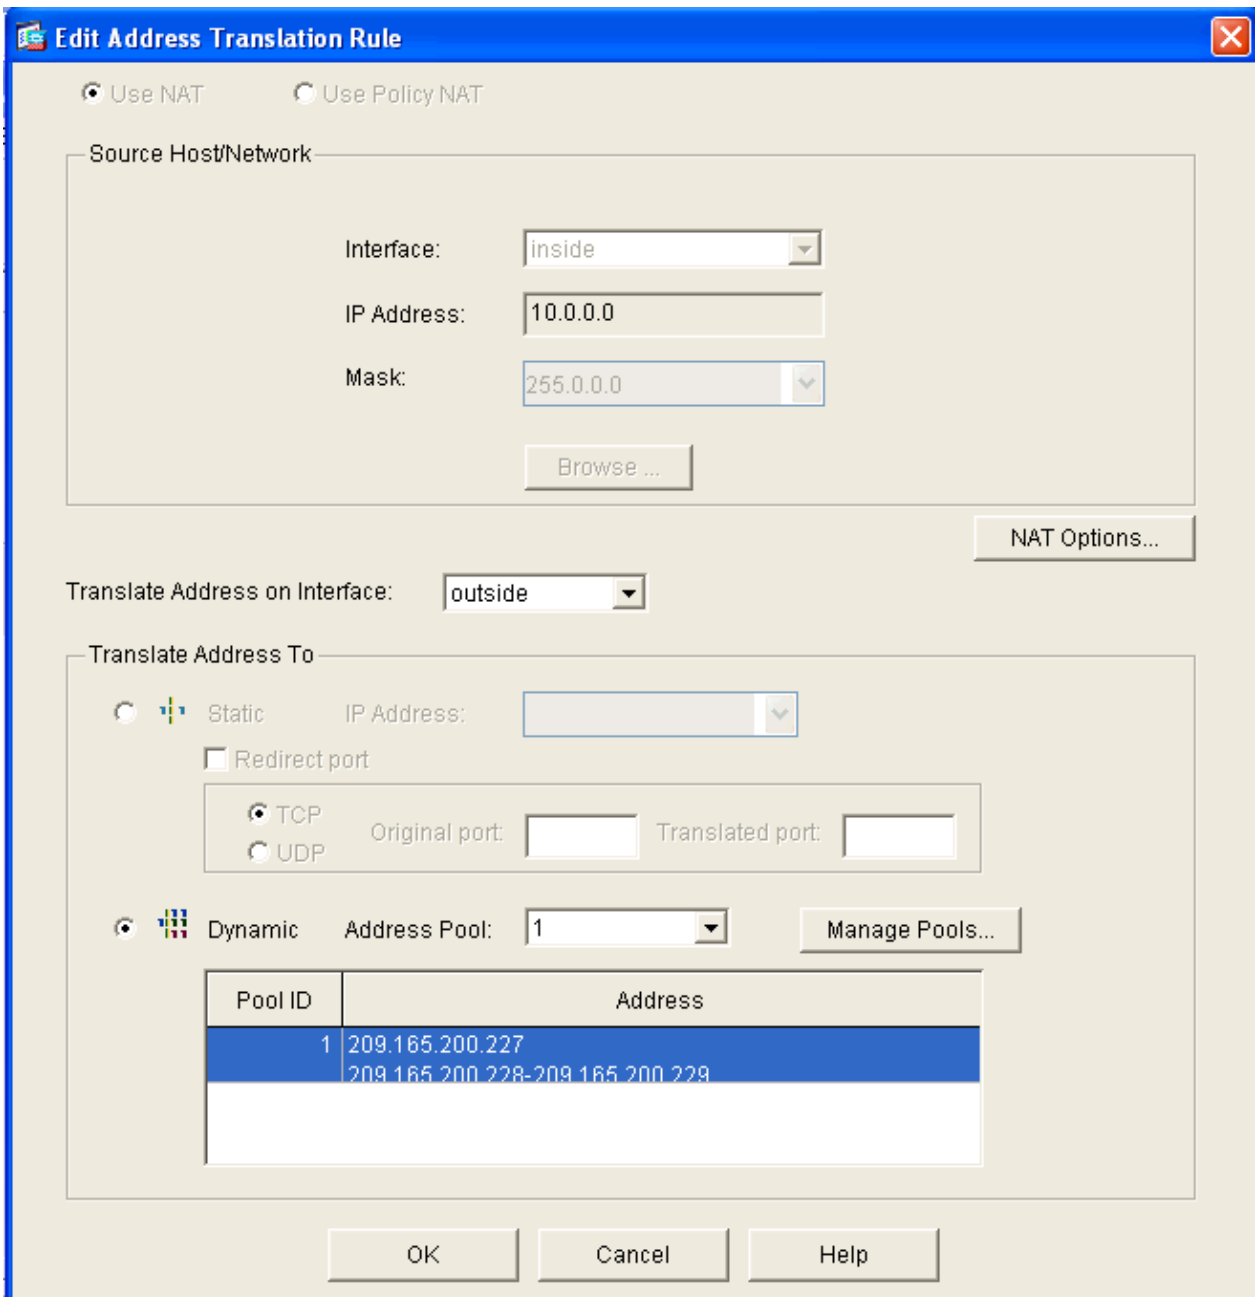 Edit Address Translation Rule
Use NAT Use Policy NAT
Source Host/Network
Interface: inside
IP Address: 10.0.0.0
Mask: 255.0.0.0
Browse ...
NAT Options...
Translate Address on Interface: outside
Translate Address To
Static IP Address:
Redirect port
TCP
Original port: Translated port:
UDP
Dynamic Address Pool: 1 Manage Pools...
Pool ID Address
1 209.165.200.227
209.165.200.228-209.165.200.229
OK Cancel Help